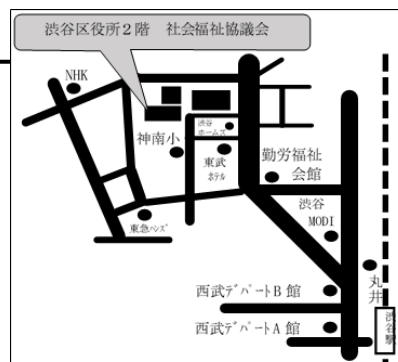 渋谷区役所２階　社会福祉協議会
NHK
渋谷
ホームズ
神南小
東武
ホテル
勤労福祉
会館
渋谷
MODI
東急ﾊﾝｽﾞ
丸井
西武ﾃﾞﾊﾟｰﾄB館
西武ﾃﾞﾊﾟｰﾄA館
渋谷駅